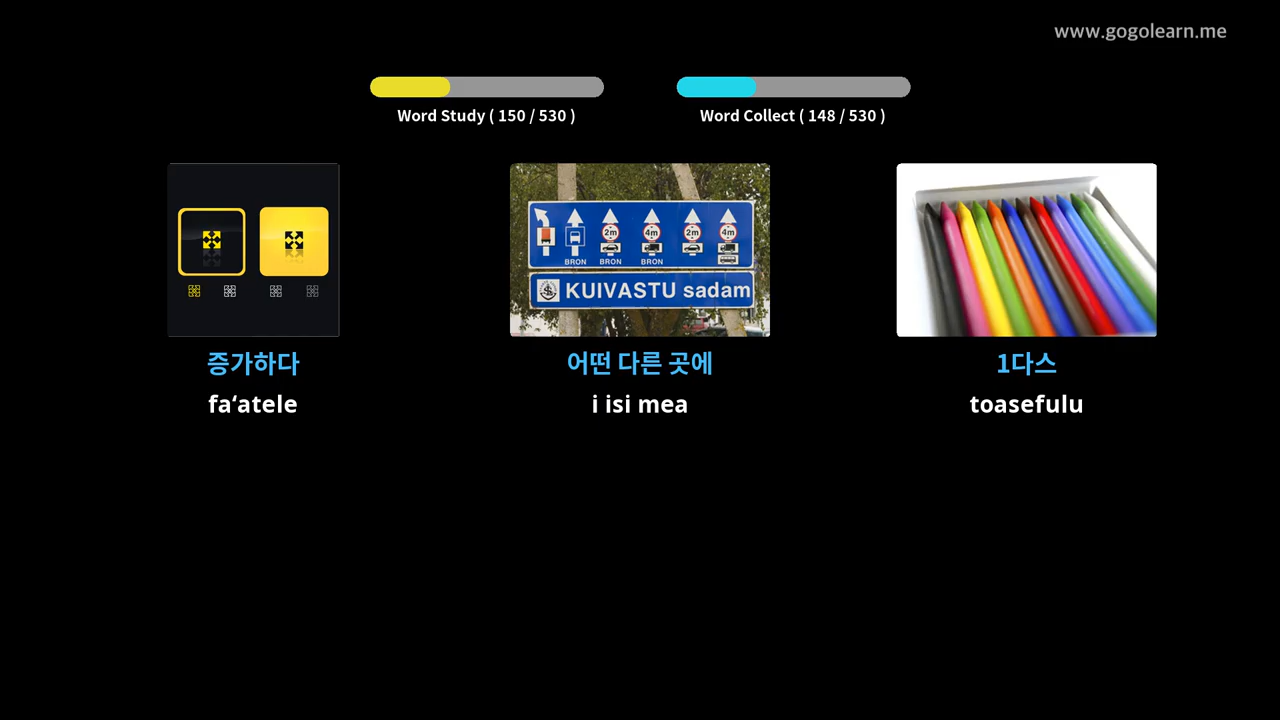 www.gogolearn.me
Word Study ( 150 / 530 )
Word Collect ( 148 / 530 )
2m
4m
2m
4m
BRON
BRON
BRON
KUIVASTU sadam
증가하다
어떤 다른 곳에
1다스
fa‘atele
i isi mea
toasefulu